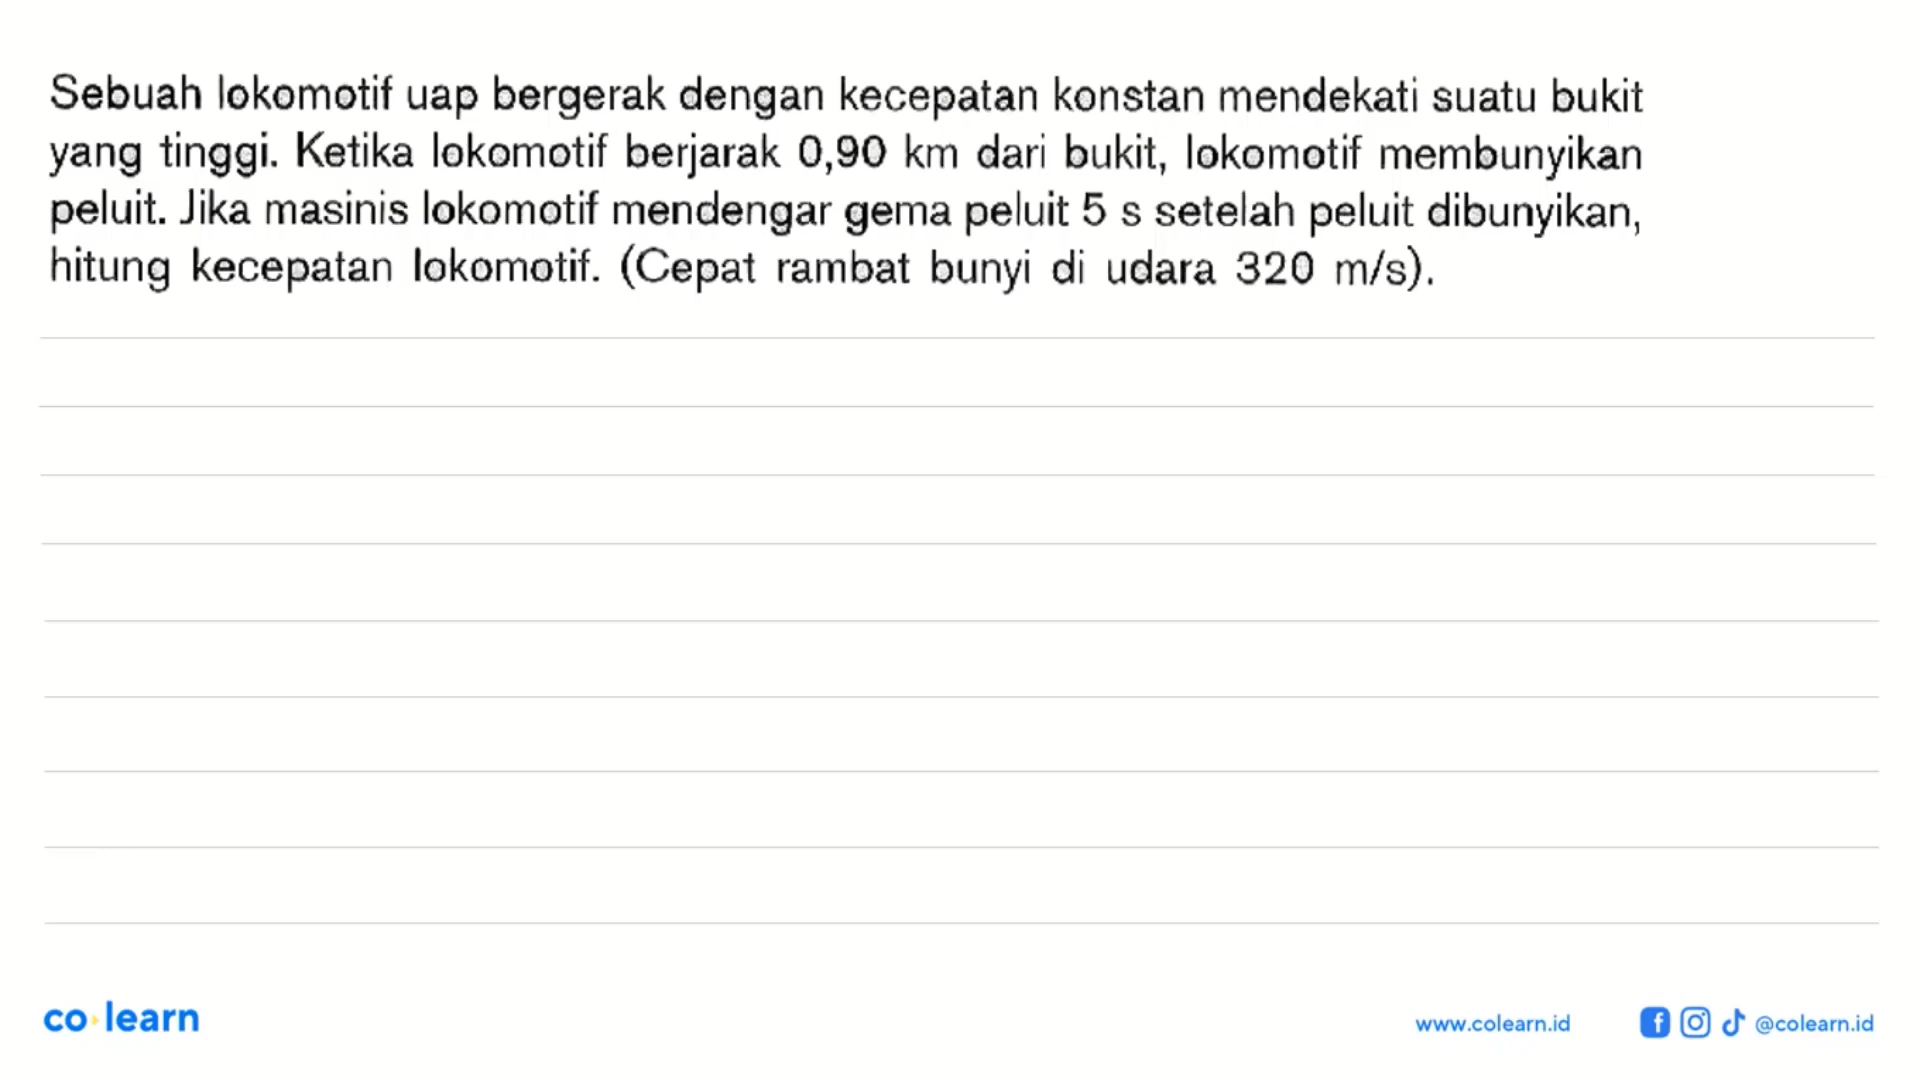 Sebuah lokomotif uap bergerak dengan kecepatan konstan mendekati suatu bukit
yang tinggi. Ketika lokomotif berjarak 0,90 km dari bukit, lokomotif membunyikan
peluit. Jika masinis lokomotif mendengar gema peluit 5 s setelah peluit dibunyikan,
hitung kecepatan lokomotif. (Cepat rambat bunyi di udara 320 m/s).
co learn
www.colearn.id @colearn.id